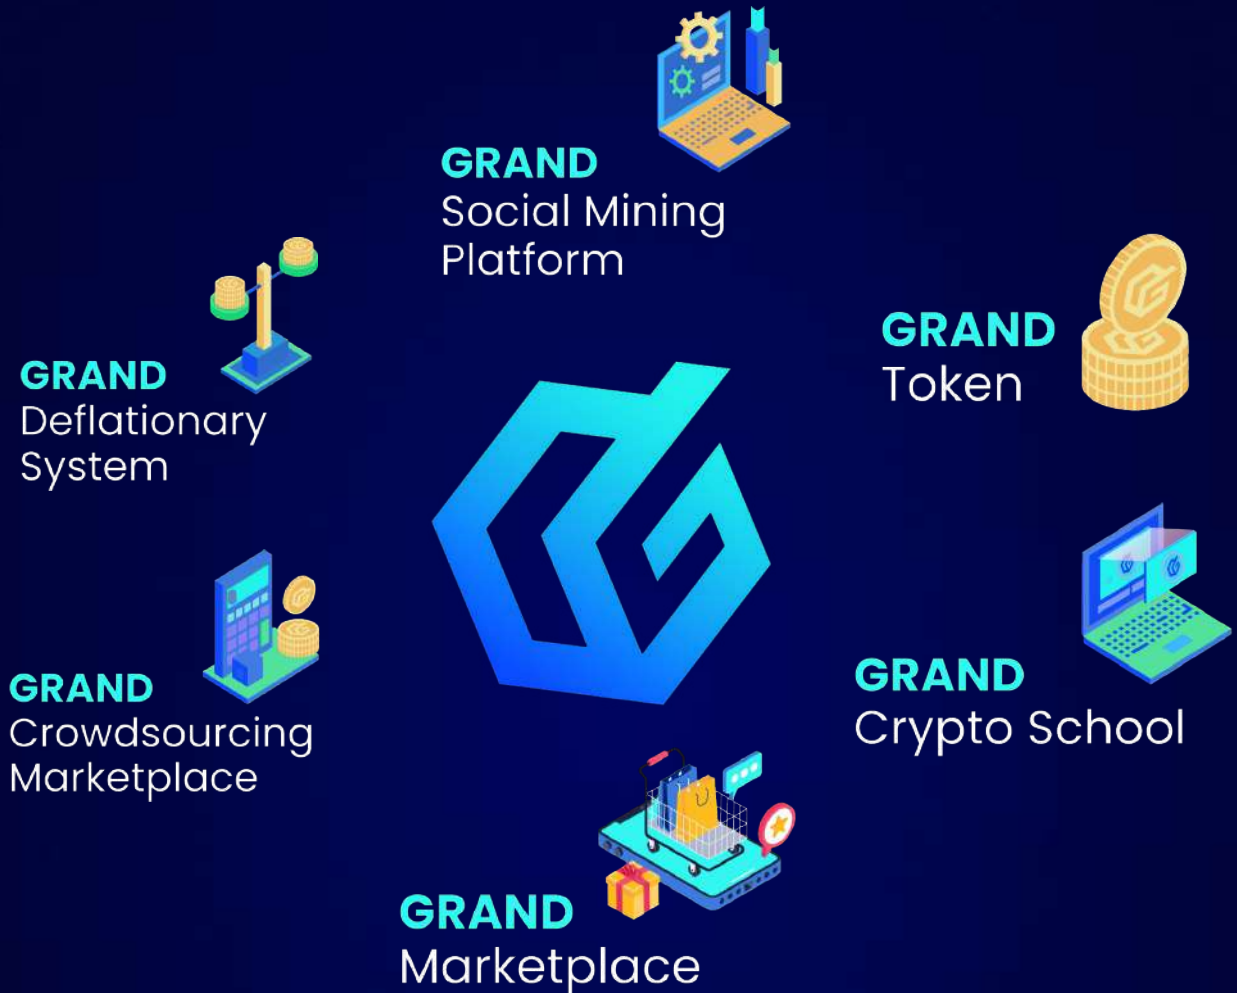 GRAND
Social Mining
Platform
GRAND
Token
GRAND
Deflationary
System
GRAND
Crypto School
GRAND
Crowdsourcing
Marketplace
GRAND
Marketplace